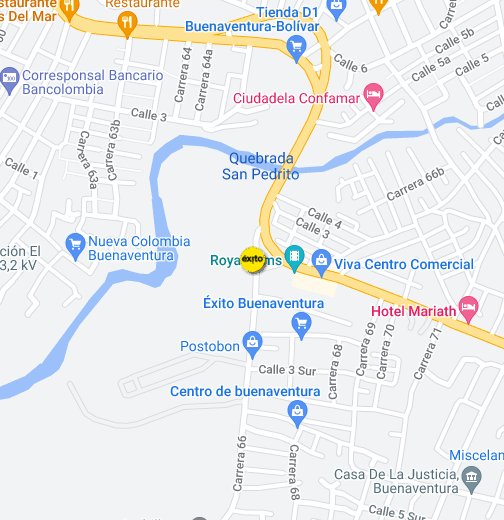 Restaurante
Del Mar
Restaurante
Tienda D1
Buenaventura-Bolívar
Calle 6
Calle 5b
Calle 5a
Calle 5
Carrera 64
Carrera 64a
Corresponsal Bancario
Bancolombia
Calle 3
Carrera 63b
Ciudadela Confamar
Calle 1
Carrera 63a
Quebrada
San Pedrito
Carrera 66b
Calle 4
Calle 3
Nueva Colombia
Buenaventura
ción El
3,2 kV
éxito
Viva Centro Comercial
Éxito Buenaventura
Hotel Mariath
Postobon
Carrera 68
Carrera 69
Carrera 70
Carrera 71
Calle 3 Sur
Centro de buenaventura
Carrera 66
Carrera 68
Miscelan
Casa De La Justicia,
Buenaventura
Calle 5 Sur